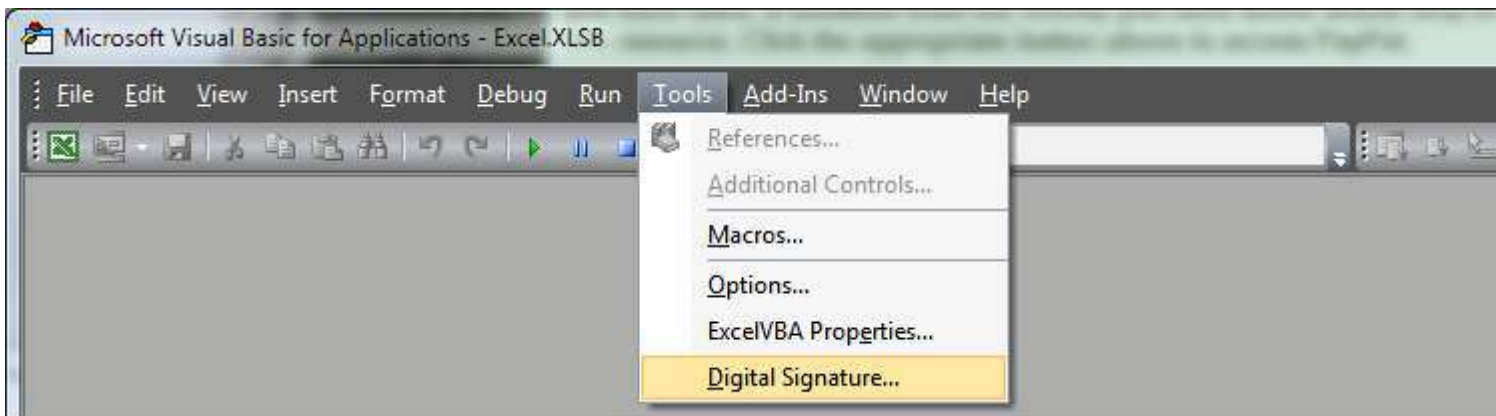 Microsoft Visual Basic for Applications - Excel.XLSB
File Edit View Insert Format Debug Run Tools Add-Ins Window Help
References...
Additional Controls...
Macros...
Options...
ExcelVBA Properties...
Digital Signature...